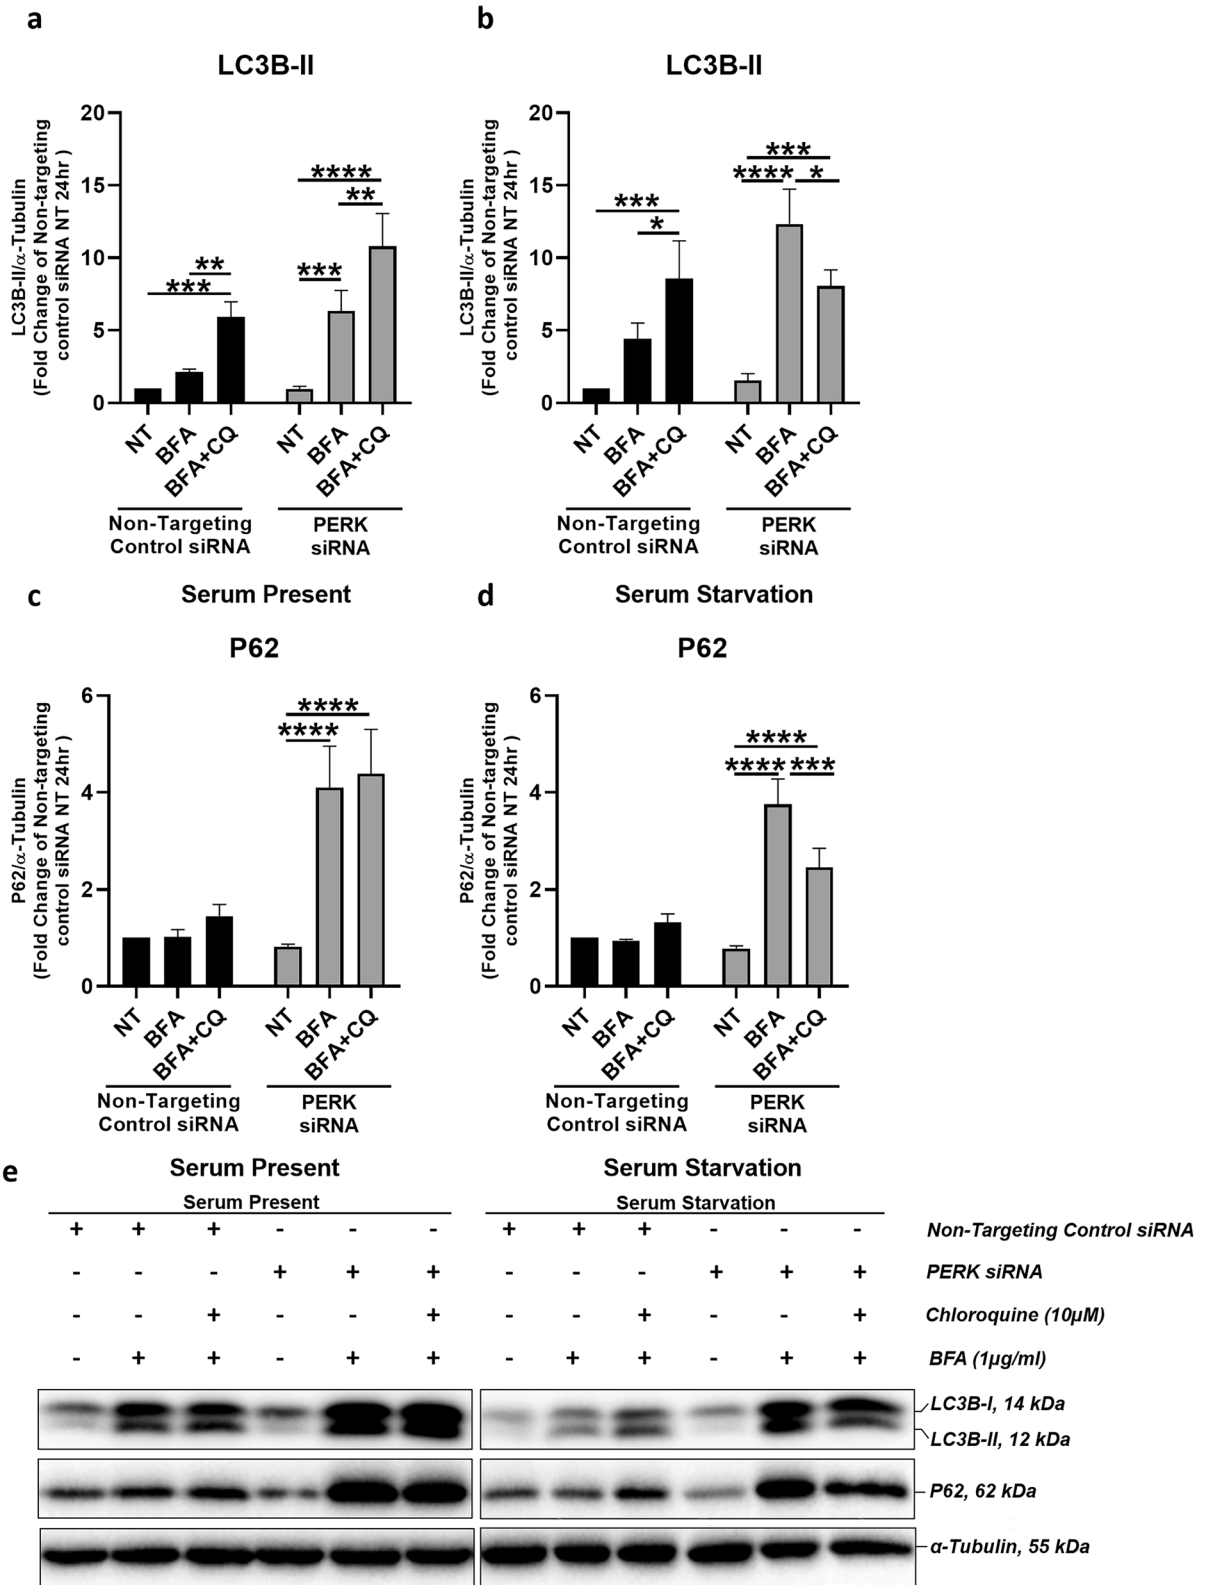 a
LC3B-II
LC3B-II/α-Tubulin
(Fold Change of Non-targeting
control siRNA NT 24hr )
20
15
10
5
0
**
***
***
****
**
NT
BFA
BFA+CQ
NT
BFA
BFA+CQ
Non-Targeting
Control siRNA
PERK
siRNA
Serum Present
b
LC3B-II
LC3B-II/α-Tubulin
(Fold Change of Non-targeting
control siRNA NT 24hr )
20
15
10
5
0
***
*
***
**** *
NT
BFA
BFA+CQ
NT
BFA
BFA+CQ
Non-Targeting
Control siRNA
PERK
siRNA
Serum Starvation
c
P62
P62/α-Tubulin
(Fold Change of Non-targeting
control siRNA NT 24hr )
6
4
2
0
****
****
NT
BFA
BFA+CQ
NT
BFA
BFA+CQ
Non-Targeting
Control siRNA
PERK
siRNA
Serum Present
d
P62
P62/α-Tubulin
(Fold Change of Non-targeting
control siRNA NT 24hr )
6
4
2
0
****
**** ***
NT
BFA
BFA+CQ
NT
BFA
BFA+CQ
Non-Targeting
Control siRNA
PERK
siRNA
Serum Starvation
e
Serum Present Serum Starvation
+ + + - - - + + + - - - Non-Targeting Control siRNA
- - - + + + - - - + + + PERK siRNA
- - + - - + - - + - - + Chloroquine (10µM)
- + + - + + - + + - + + BFA (1µg/ml)
LC3B-I, 14 kDa
LC3B-II, 12 kDa
P62, 62 kDa
α-Tubulin, 55 kDa